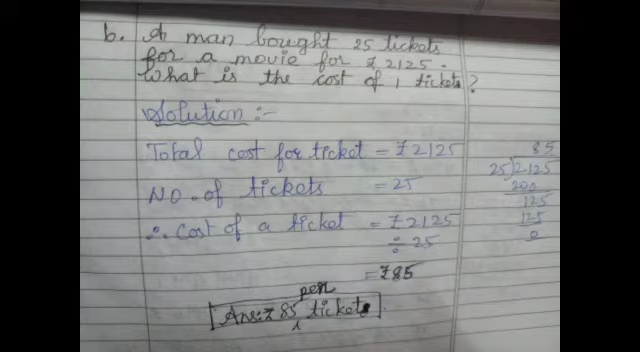 b. A man bought 25 tickets
for a movie for ₹2125.
What is the cost of 1 tickets?
Solution :-
Total cost for ticket = ₹2125
NO. of tickets = 25
∴ Cost of a ticket = ₹2125
÷ 25
= ₹85
Ans:₹ 85 pen ticket
85
25)2125
200
125
125
0